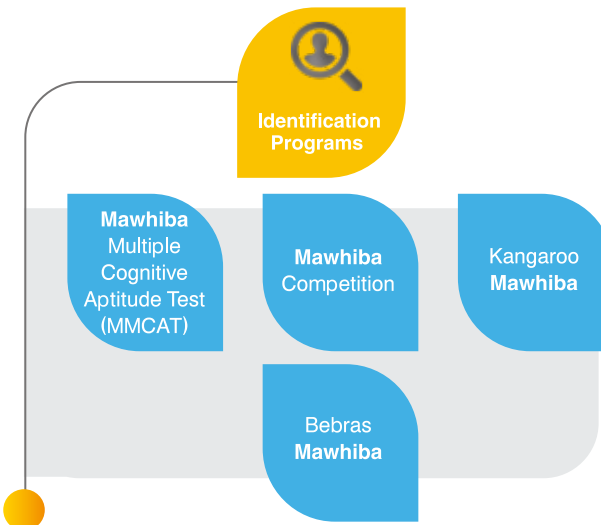 Identification
Programs
Mawhiba
Multiple
Cognitive
Aptitude Test
(MMCAT)
Mawhiba
Competition
Kangaroo
Mawhiba
Bebras
Mawhiba